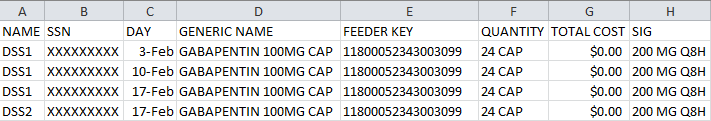 A B C D E F G H
NAME SSN DAY GENERIC NAME FEEDER KEY QUANTITY TOTAL COST SIG
DSS1 XXXXXXXXX 3-Feb GABAPENTIN 100MG CAP 11800052343003099 24 CAP $0.00 200 MG Q8H
DSS1 XXXXXXXXX 10-Feb GABAPENTIN 100MG CAP 11800052343003099 24 CAP $0.00 200 MG Q8H
DSS1 XXXXXXXXX 17-Feb GABAPENTIN 100MG CAP 11800052343003099 24 CAP $0.00 200 MG Q8H
DSS2 XXXXXXXXX 17-Feb GABAPENTIN 100MG CAP 11800052343003099 24 CAP $0.00 200 MG Q8H